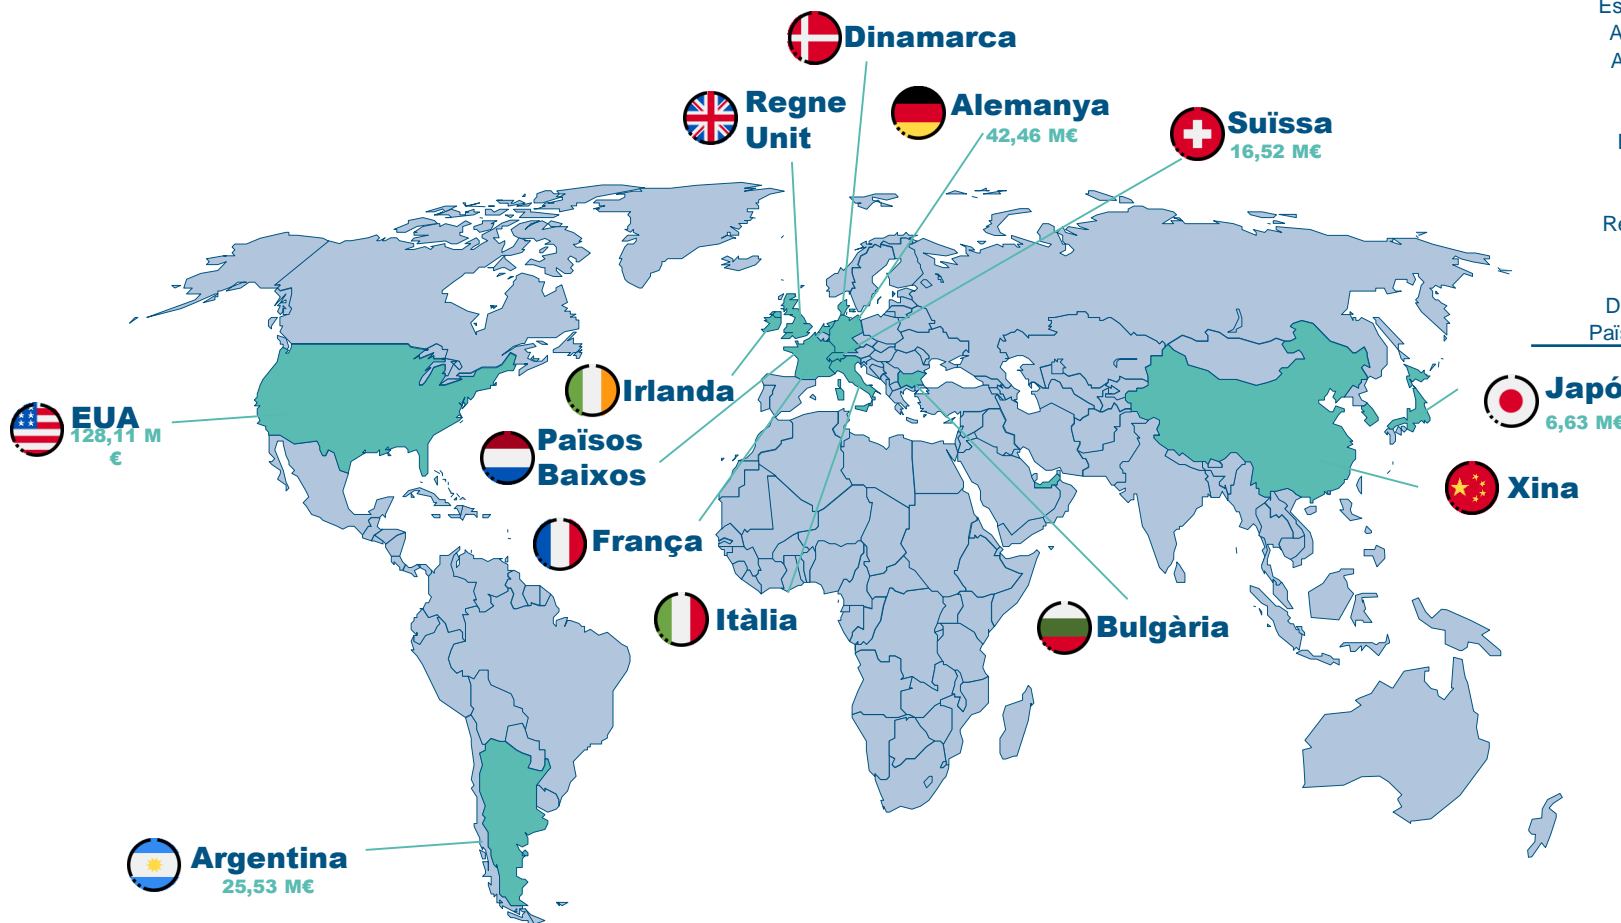 Dinamarca
Regne
Unit
Alemanya
42,46 M€
Suïssa
16,52 M€
EUA
128,11 M
€
Irlanda
Països
Baixos
França
Itàlia
Bulgària
Japó
6,63 M€
Xina
Argentina
25,53 M€